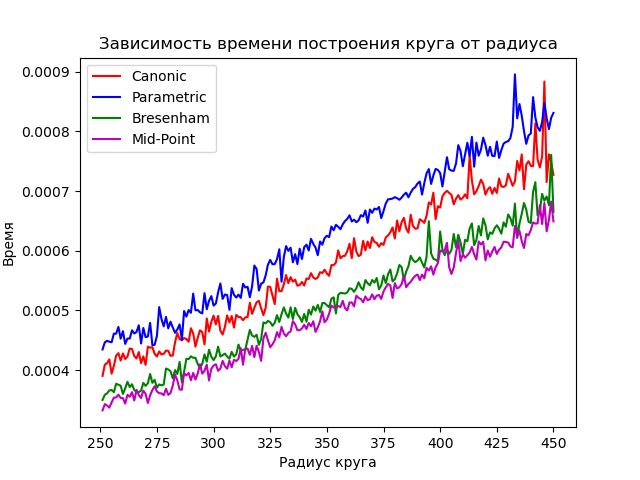 Зависимость времени построения круга от радиуса
Canonic
Parametric
Bresenham
Mid-Point
Время
0.0009
0.0008
0.0007
0.0006
0.0005
0.0004
250 275 300 325 350 375 400 425 450
Радиус круга